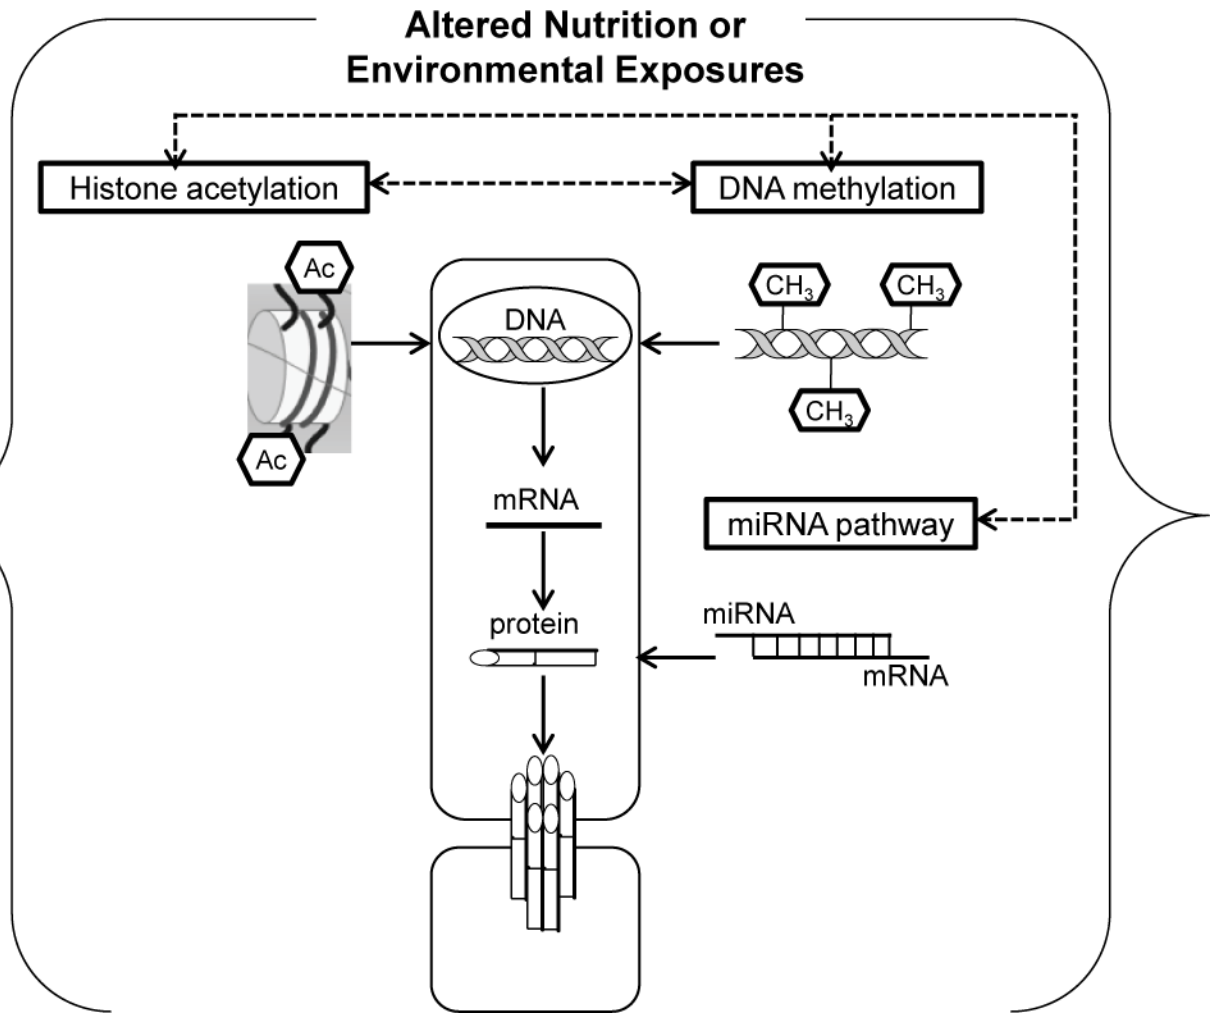 Altered Nutrition or
Environmental Exposures
Histone acetylation
DNA methylation
Ac
CH₃
CH₃
DNA
CH₃
Ac
mRNA
miRNA pathway
miRNA
protein
mRNA